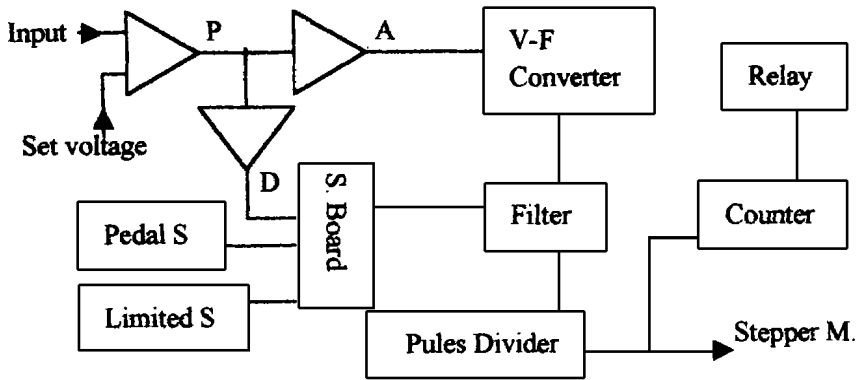 Input
P
A
V-F
Converter
Relay
Set voltage
D
S. Board
Pedal S
Filter
Counter
Limited S
Pules Divider
Stepper M.